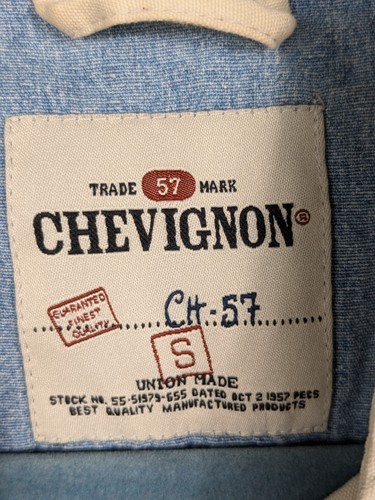 TRADE 57 MARK
CHEVIGNON®
GUARANTED
FINEST
QUALITY
CH-57
S
UNION MADE
STOCK NO. 55-51979-655 DATED OCT 2 1957 PECS
BEST QUALITY MANUFACTURED PRODUCTS